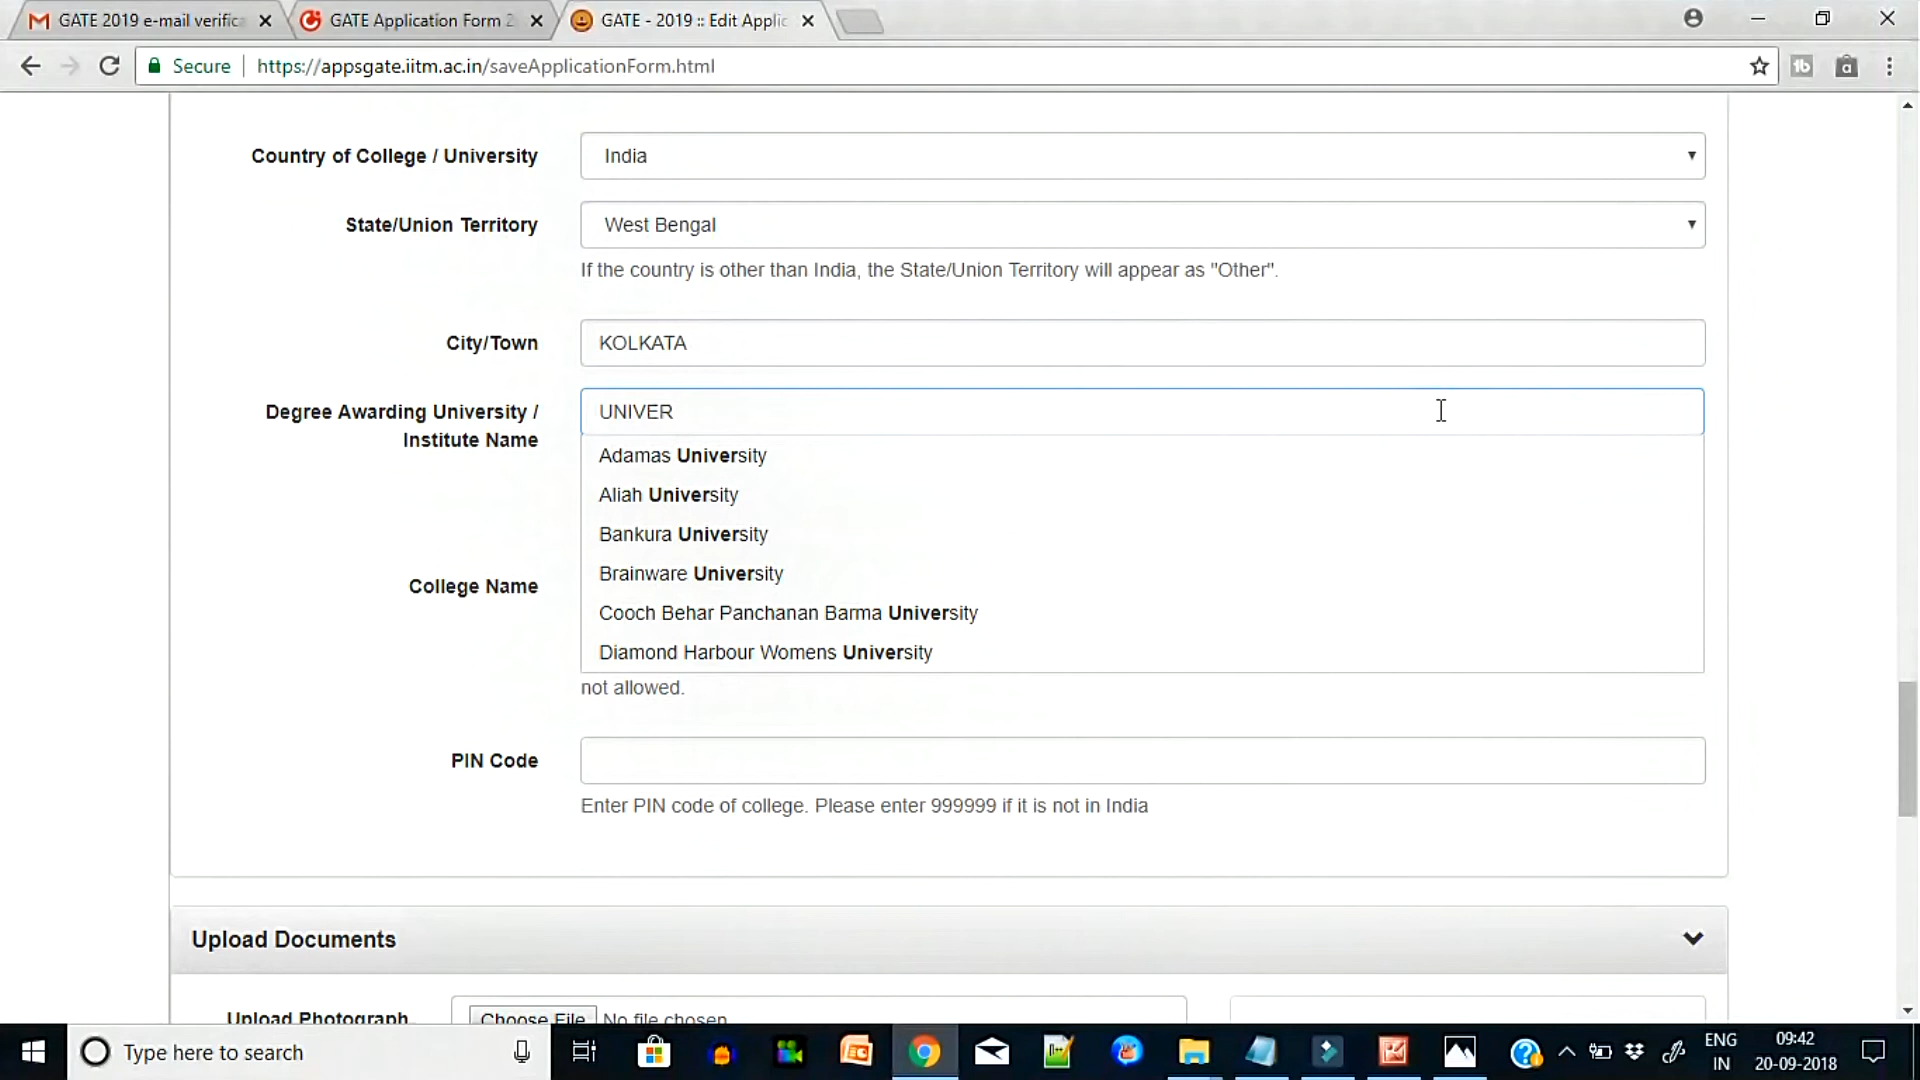 GATE 2019 e-mail verifica
GATE Application Form 2
GATE - 2019 :: Edit Applic
Secure
https://appsgate.iitm.ac.in/saveApplicationForm.html
Country of College / University
India
State/Union Territory
West Bengal
If the country is other than India, the State/Union Territory will appear as "Other".
City/Town
KOLKATA
Degree Awarding University /
Institute Name
UNIVER
Adamas University
Aliah University
Bankura University
Brainware University
Cooch Behar Panchanan Barma University
Diamond Harbour Womens University
College Name
not allowed.
PIN Code
Enter PIN code of college. Please enter 999999 if it is not in India
Upload Documents
Upload Photograph
Choose File
No file chosen
Type here to search
ENG
IN
09:42
20-09-2018